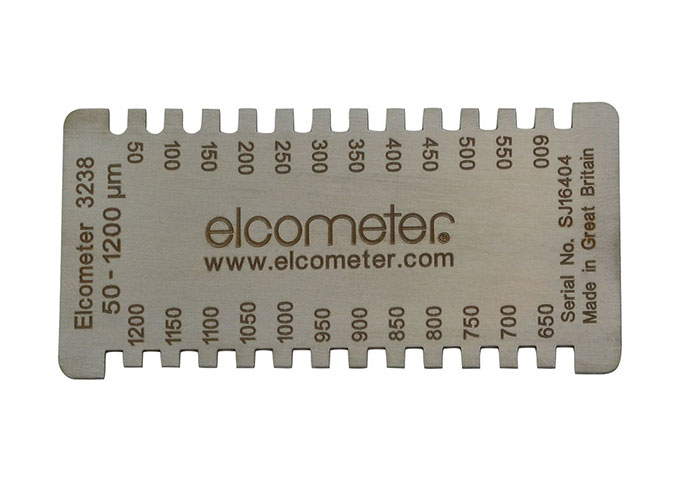 50 100 150 200 250 300 350 400 450 500 550 600
Elcometer 3238
50 - 1200 µm
elcometer®
www.elcometer.com
Serial No. SJ16404
Made in Great Britain
1200 1150 1100 1050 1000 950 900 850 800 750 700 650